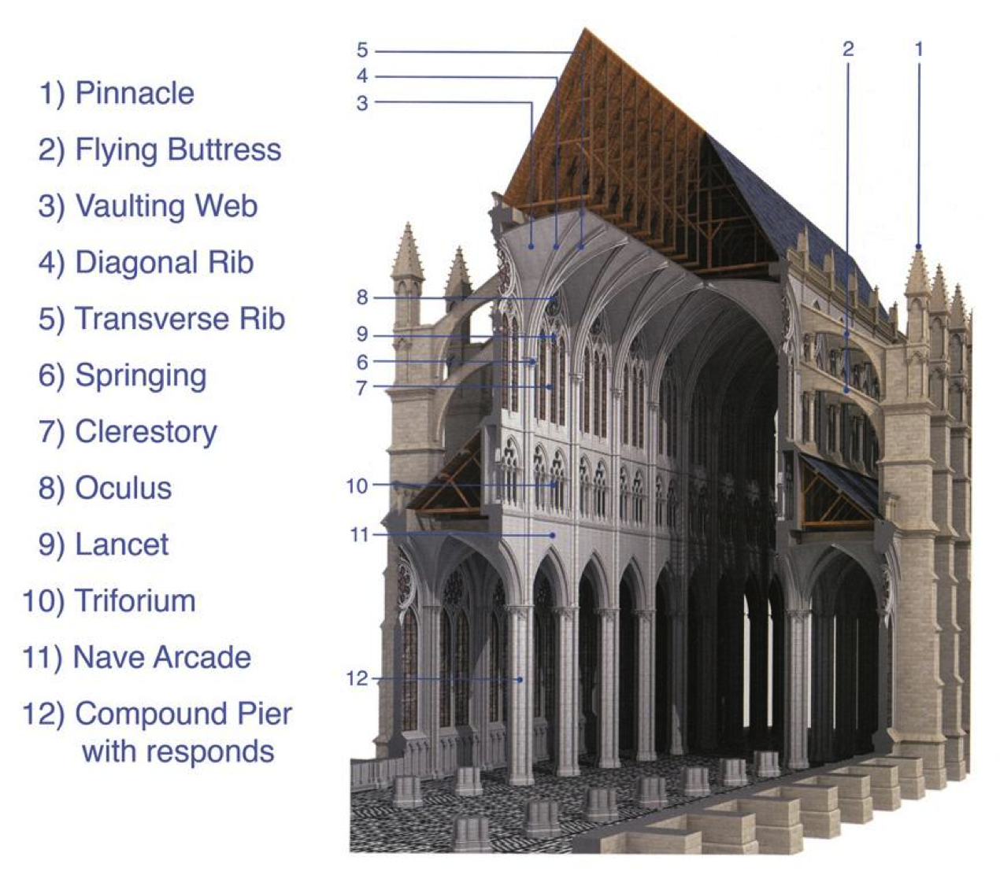 1) Pinnacle
2) Flying Buttress
3) Vaulting Web
4) Diagonal Rib
5) Transverse Rib
6) Springing
7) Clerestory
8) Oculus
9) Lancet
10) Triforium
11) Nave Arcade
12) Compound Pier
with responds
5
4
3
2
1
8
9
6
7
10
11
12